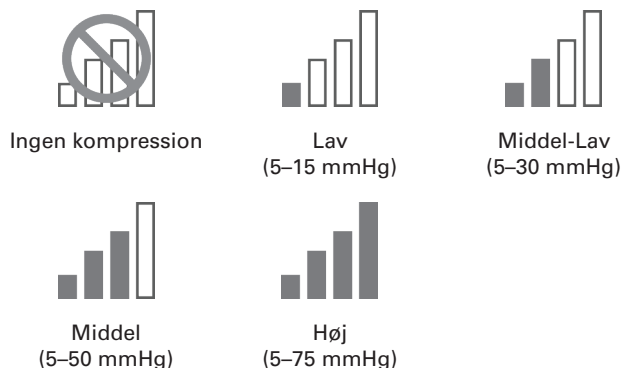 Ingen kompression
Lav
(5–15 mmHg)
Middel-Lav
(5–30 mmHg)
Middel
(5–50 mmHg)
Høj
(5–75 mmHg)